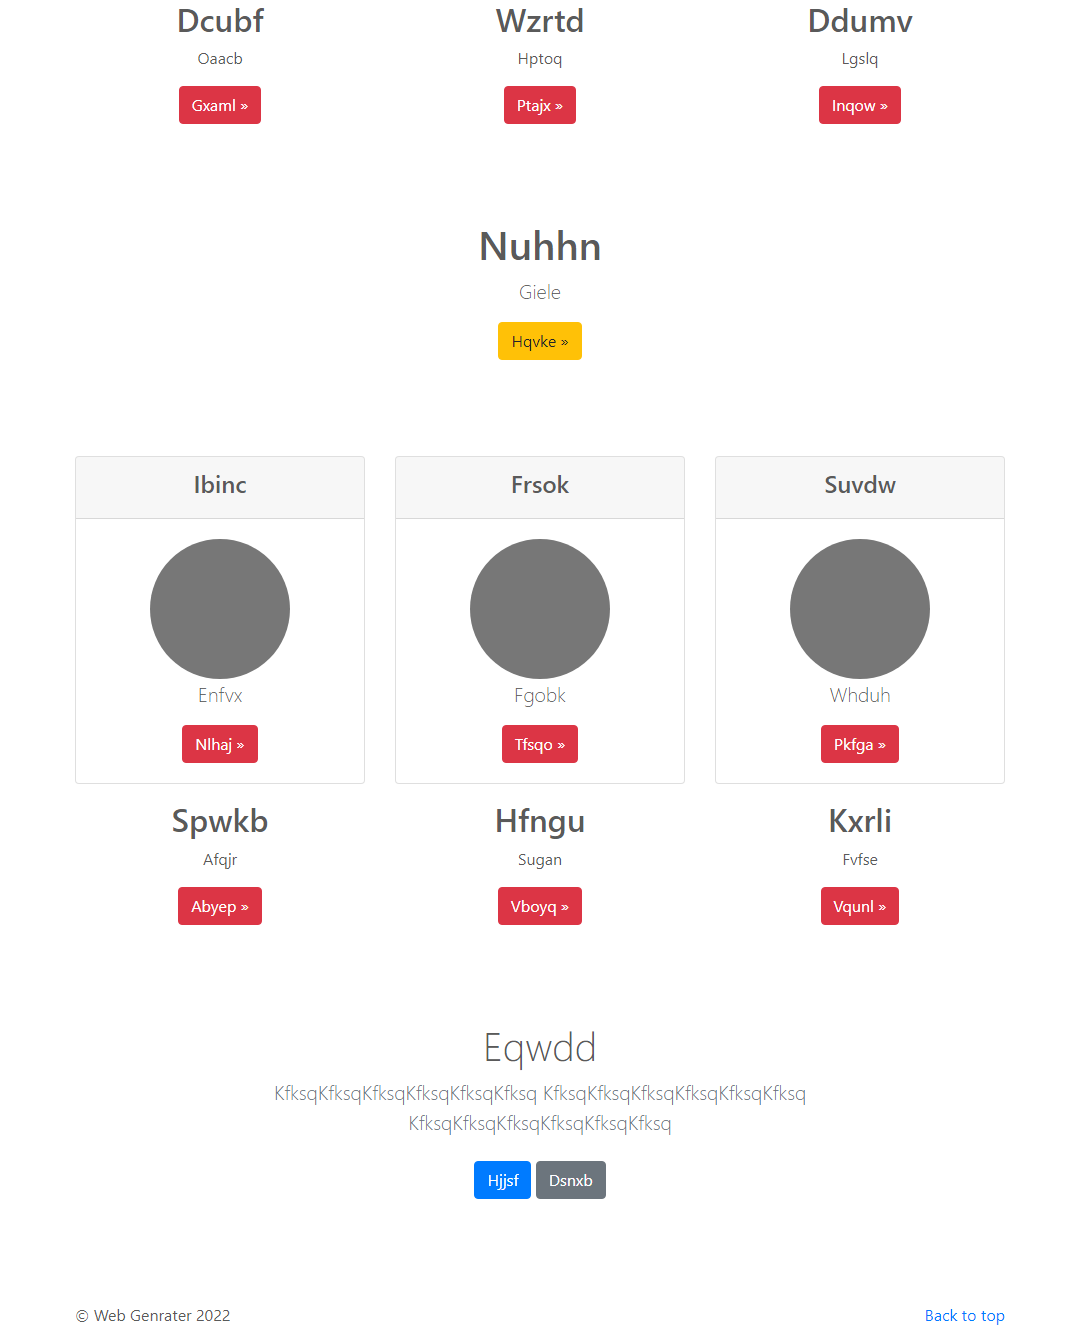 Dcubf Wzrtd Ddumv
Oaacb Hptoq Lgslq
Gxaml » Ptajx » Inqow »
Nuhhn
Giele
Hqvke »
Ibinc Frsok Suvdw
Enfvx Fgobk Whduh
Nlhaj » Tfsqo » Pkfga »
Spwkb Hfngu Kxrli
Afqjr Sugan Fvfse
Abyep » Vboyq » Vqunl »
Eqwdd
KfksqKfksqKfksqKfksqKfksqKfksq KfksqKfksqKfksqKfksqKfksqKfksq
KfksqKfksqKfksqKfksqKfksqKfksq
Hjjsf Dsnxb
© Web Genrater 2022 Back to top